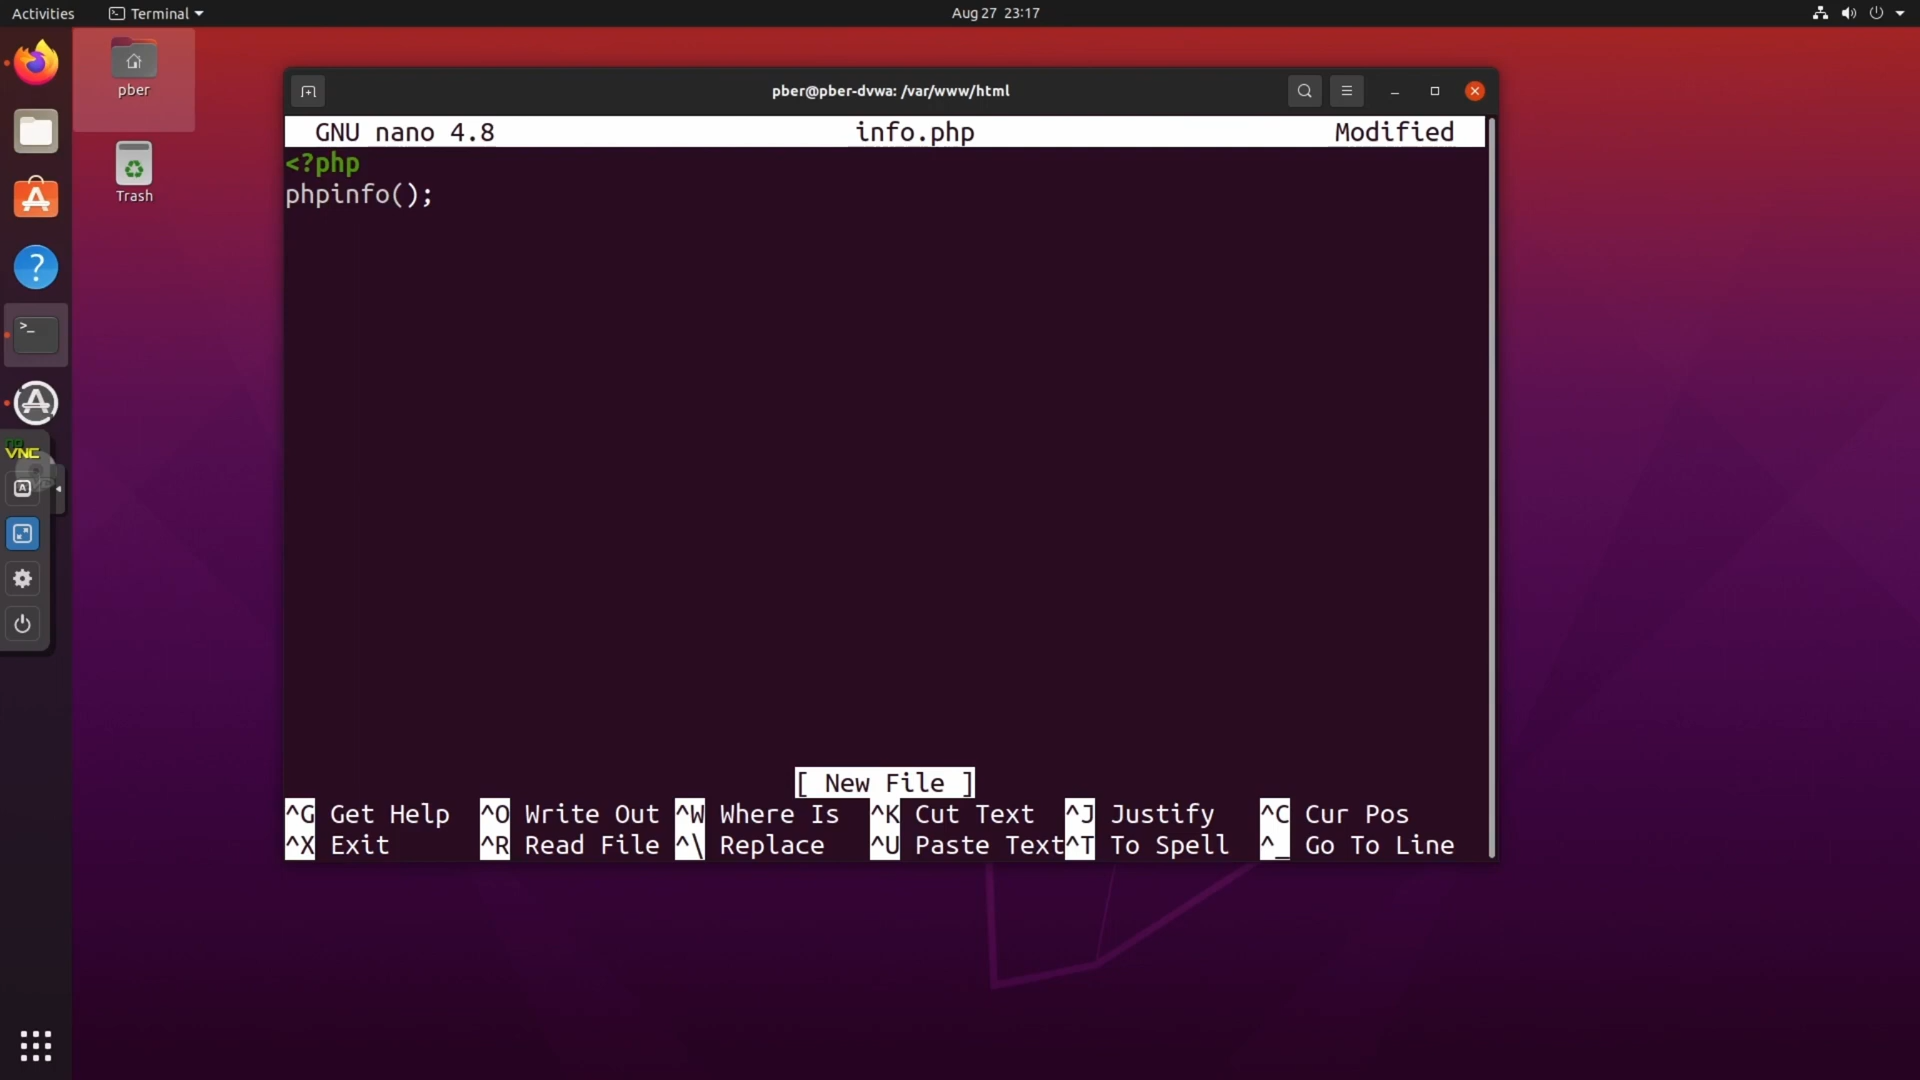 Activities Terminal Aug 27 23:17
pber
Trash
no
VNC
pber@pber-dvwa: /var/www/html
GNU nano 4.8 info.php Modified
<?php
phpinfo();
[ New File ]
^G Get Help ^O Write Out ^W Where Is ^K Cut Text ^J Justify ^C Cur Pos
^X Exit ^R Read File ^\ Replace ^U Paste Text ^T To Spell ^_ Go To Line